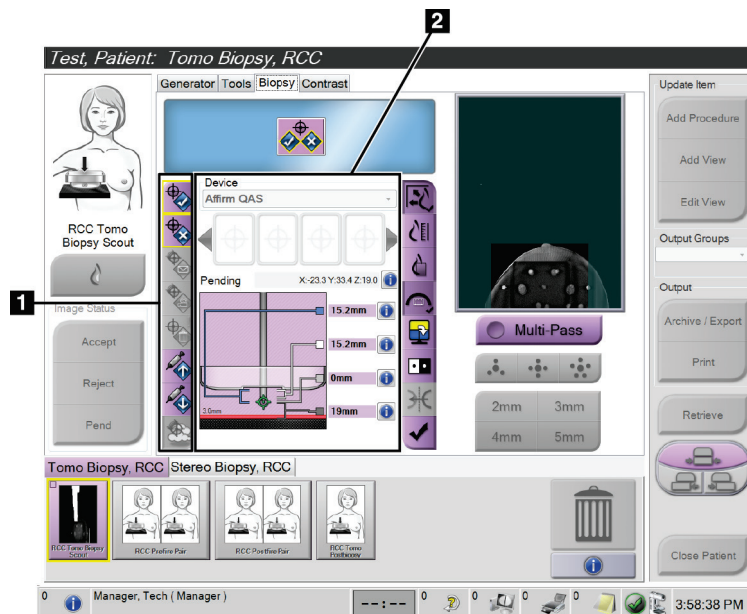 2
Test, Patient: Tomo Biopsy, RCC
Generator Tools Biopsy Contrast
Update Item
Add Procedure
Add View
Edit View
Output Groups
Output
Archive / Export
Print
Retrieve
Close Patient
RCC Tomo
Biopsy Scout
1
Image Status
Accept
Reject
Pend
Device
Affirm QAS
Pending X:-23.3 Y:33.4 Z:19.0
15.2mm
15.2mm
0mm
3.0mm 19mm
Multi-Pass
2mm 3mm
4mm 5mm
Tomo Biopsy, RCC Stereo Biopsy, RCC
RCC Tomo Biopsy
Scout
RCC Prefire Pair
RCC Postfire Pair
RCC Tomo
Postbiopsy
0 Manager, Tech ( Manager ) --:-- 0 0 0 0 3:58:38 PM